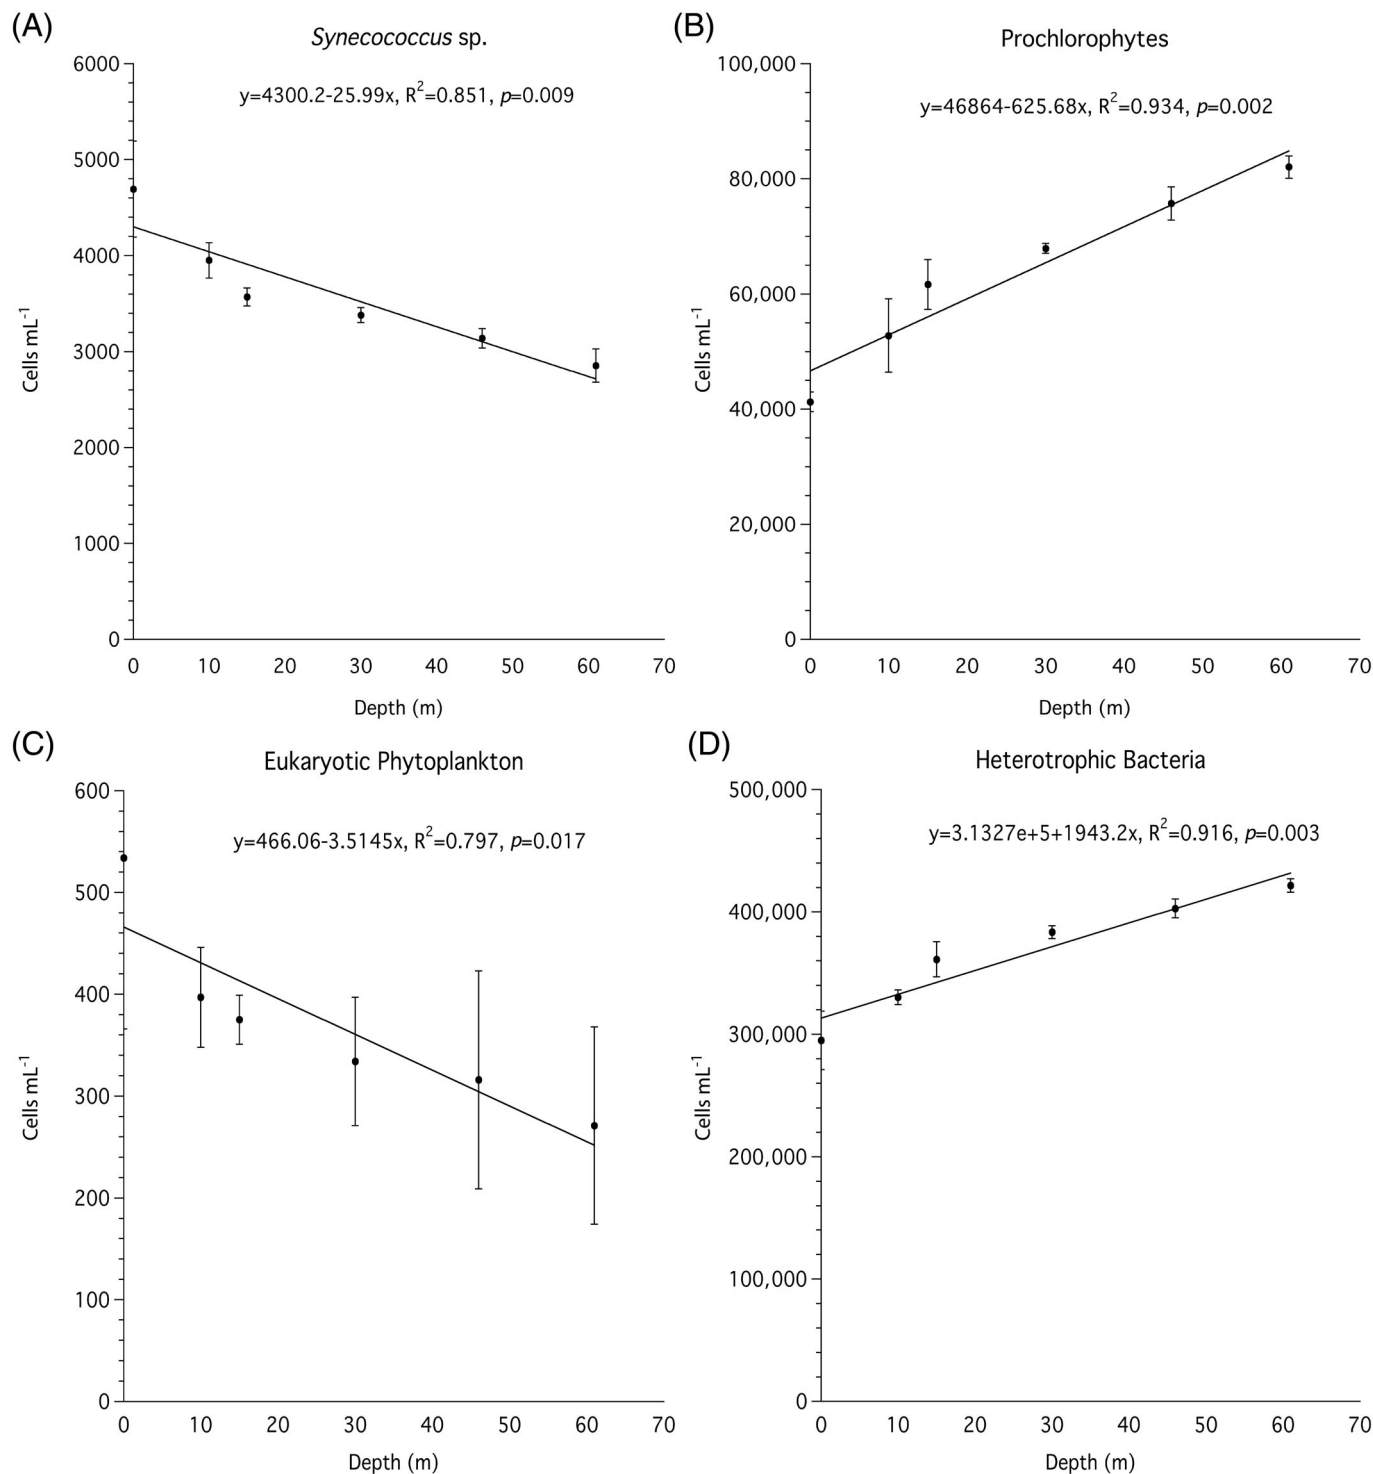 (A)
Synecococcus sp.
y=4300.2-25.99x, R²=0.851, p=0.009
6000
5000
4000
3000
2000
1000
0
Cells mL⁻¹
0 10 20 30 40 50 60 70
Depth (m)
(B)
Prochlorophytes
y=46864-625.68x, R²=0.934, p=0.002
100,000
80,000
60,000
40,000
20,000
0
Cells mL⁻¹
0 10 20 30 40 50 60 70
Depth (m)
(C)
Eukaryotic Phytoplankton
y=466.06-3.5145x, R²=0.797, p=0.017
600
500
400
300
200
100
0
Cells mL⁻¹
0 10 20 30 40 50 60 70
Depth (m)
(D)
Heterotrophic Bacteria
y=3.1327e+5+1943.2x, R²=0.916, p=0.003
500,000
400,000
300,000
200,000
100,000
0
Cells mL⁻¹
0 10 20 30 40 50 60 70
Depth (m)